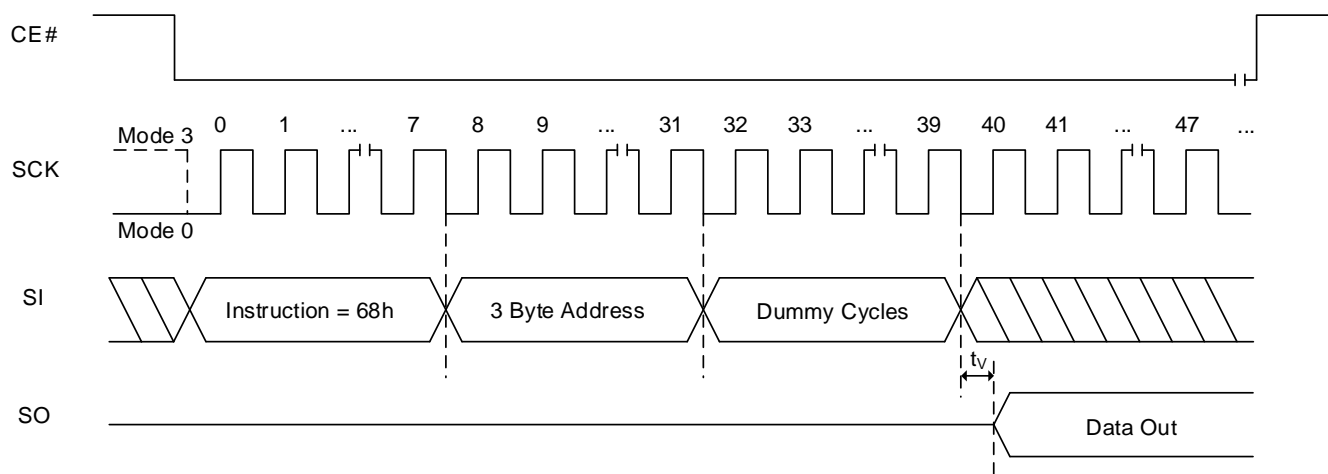 CE#
Mode 3 0 1 ... 7 8 9 ... 31 32 33 ... 39 40 41 ... 47 ...
SCK
Mode 0
SI Instruction = 68h 3 Byte Address Dummy Cycles
tV
SO Data Out